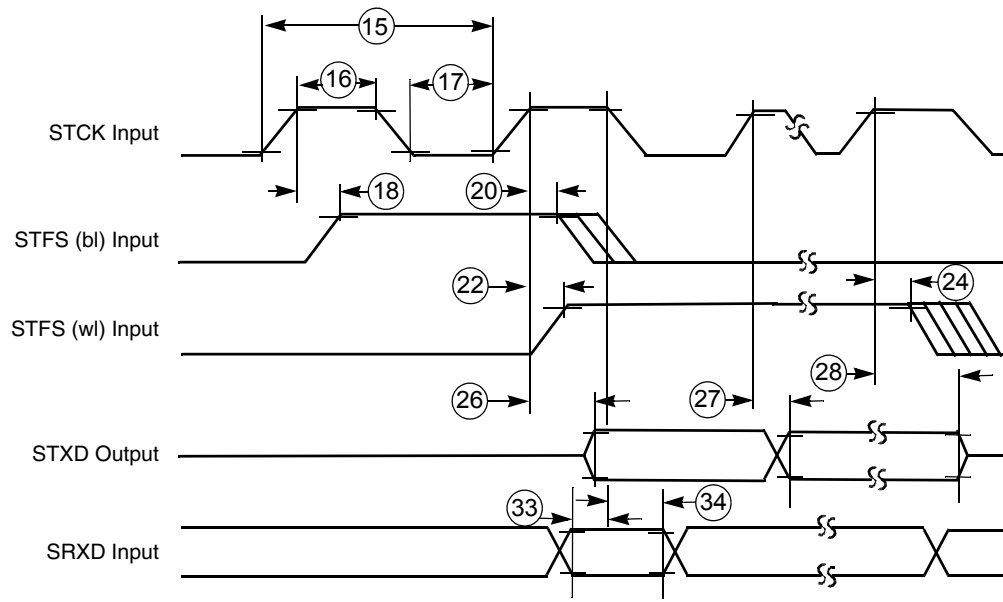 15
16
17
STCK Input
18
20
STFS (bl) Input
22
24
STFS (wl) Input
26
27
28
STXD Output
33
34
SRXD Input